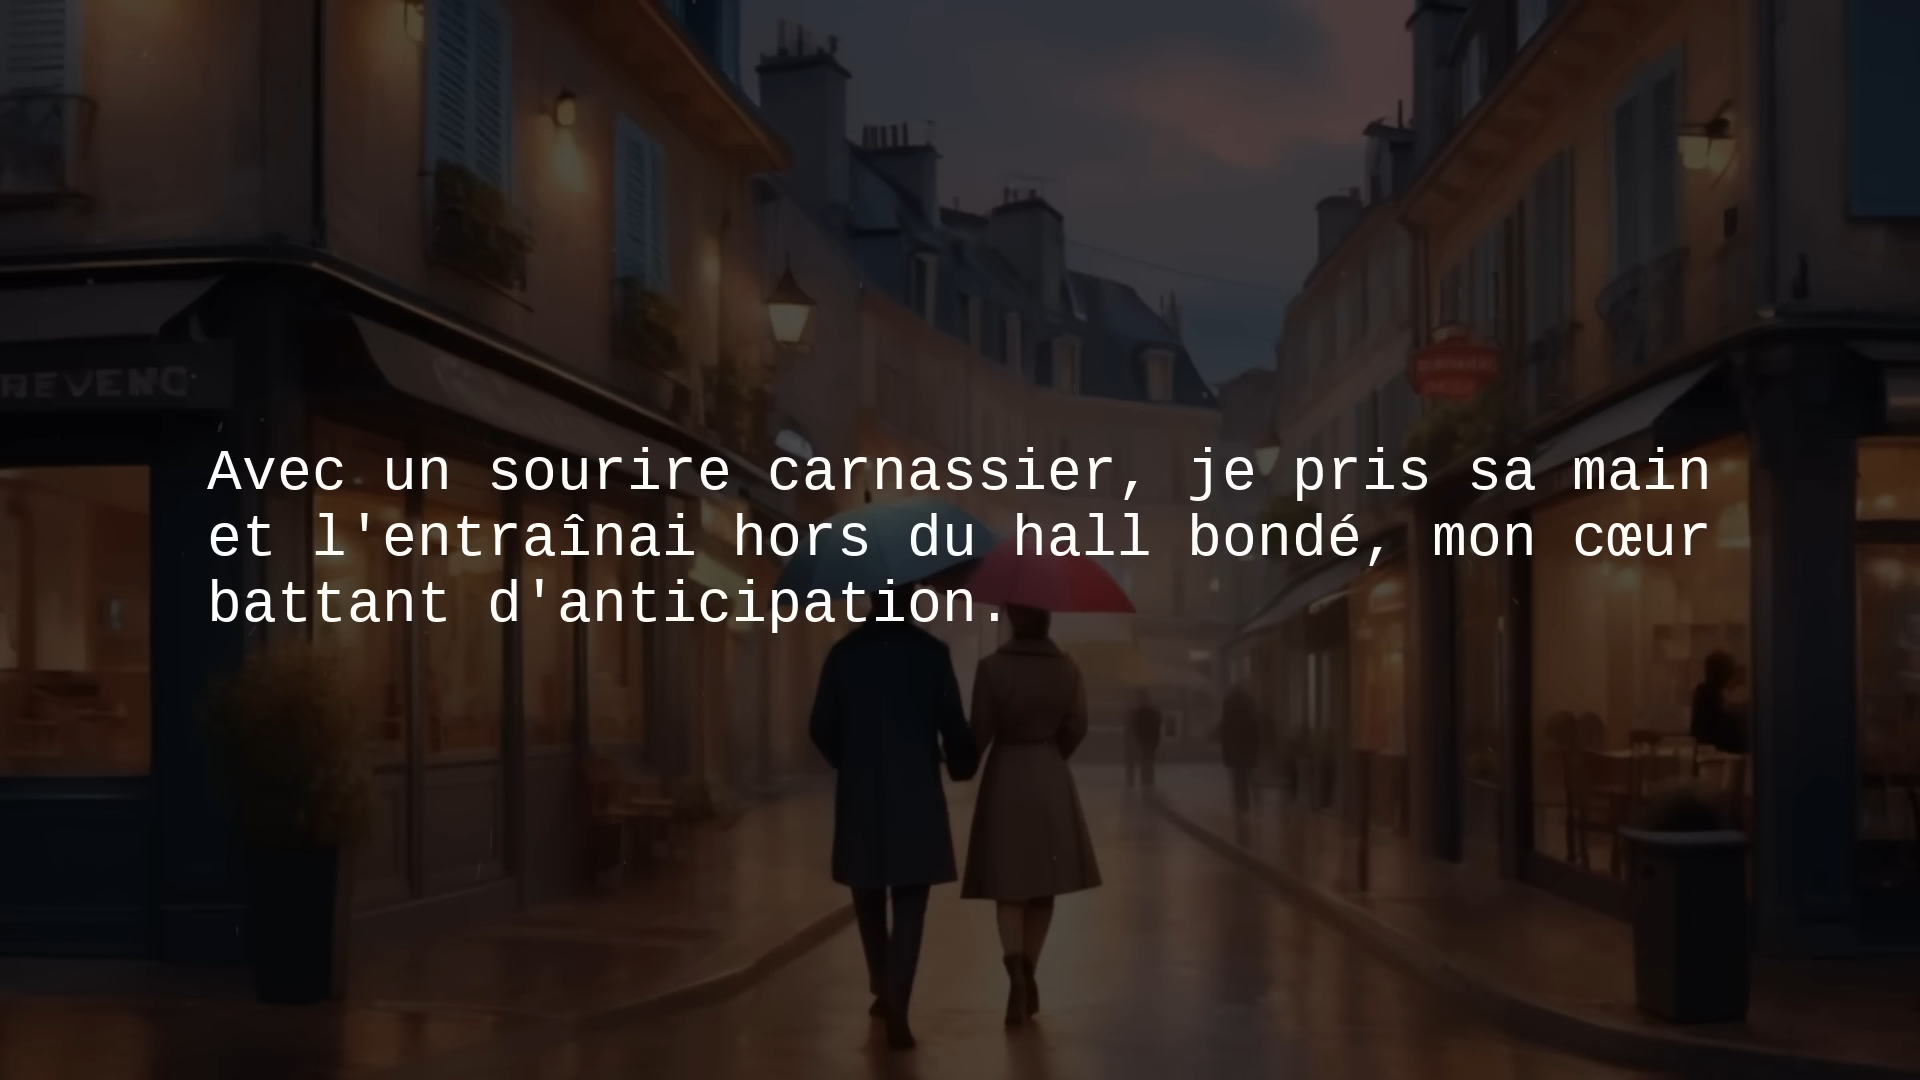 Avec un sourire carnassier, je pris sa main
et l'entraînai hors du hall bondé, mon cœur
battant d'anticipation.